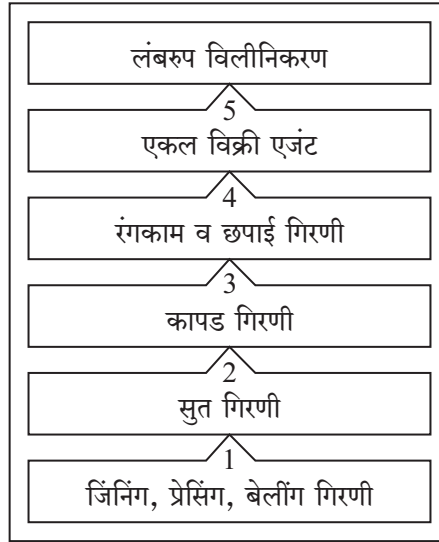 लंबरुप विलीनिकरण
5
एकल विक्री एजंट
4
रंगकाम व छपाई गिरणी
3
कापड गिरणी
2
सुत गिरणी
1
जिंनिंग, प्रेसिंग, बेलींग गिरणी